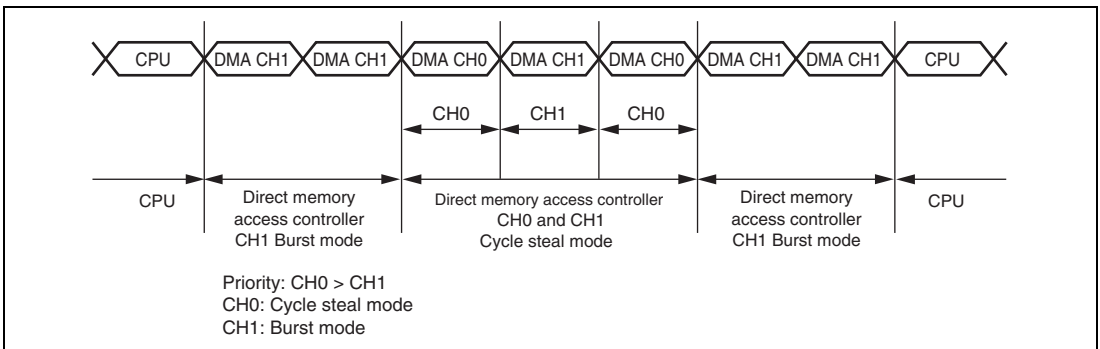 CPU DMA CH1 DMA CH1 DMA CH0 DMA CH1 DMA CH0 DMA CH1 DMA CH1 CPU
CH0 CH1 CH0
CPU
Direct memory
access controller
CH1 Burst mode
Direct memory access controller
CH0 and CH1
Cycle steal mode
Direct memory
access controller
CH1 Burst mode
CPU
Priority: CH0 > CH1
CH0: Cycle steal mode
CH1: Burst mode